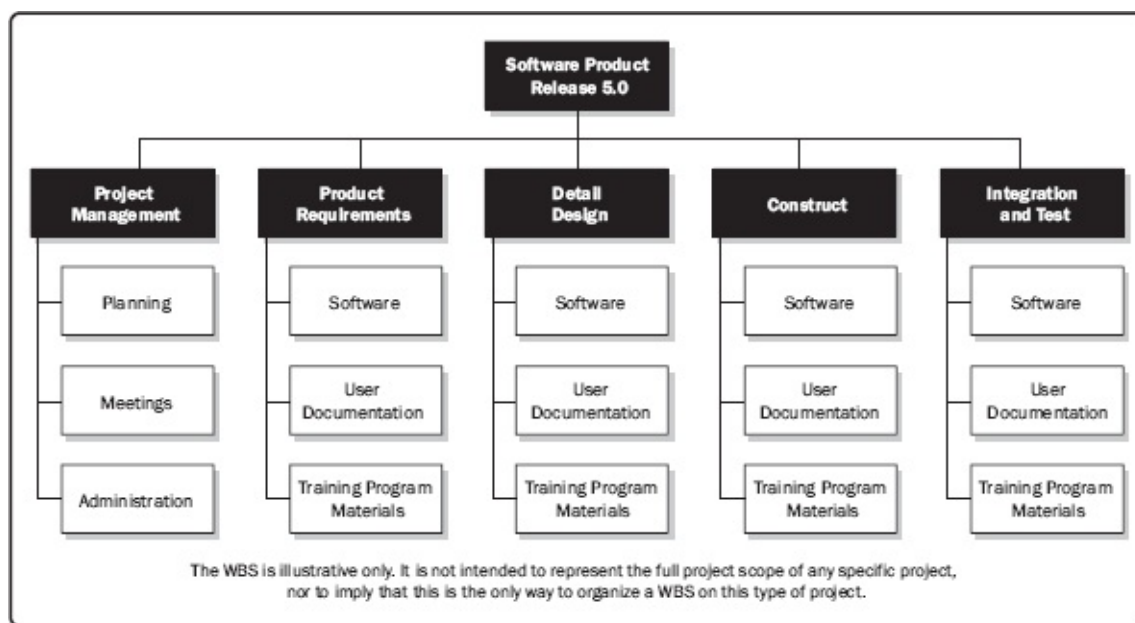 Software Product
Release 5.0
Project
Management
Product
Requirements
Detail
Design
Construct
Integration
and Test
Planning
Software
Software
Software
Software
Meetings
User
Documentation
User
Documentation
User
Documentation
User
Documentation
Administration
Training Program
Materials
Training Program
Materials
Training Program
Materials
Training Program
Materials
The WBS is illustrative only. It is not intended to represent the full project scope of any specific project,
nor to imply that this is the only way to organize a WBS on this type of project.